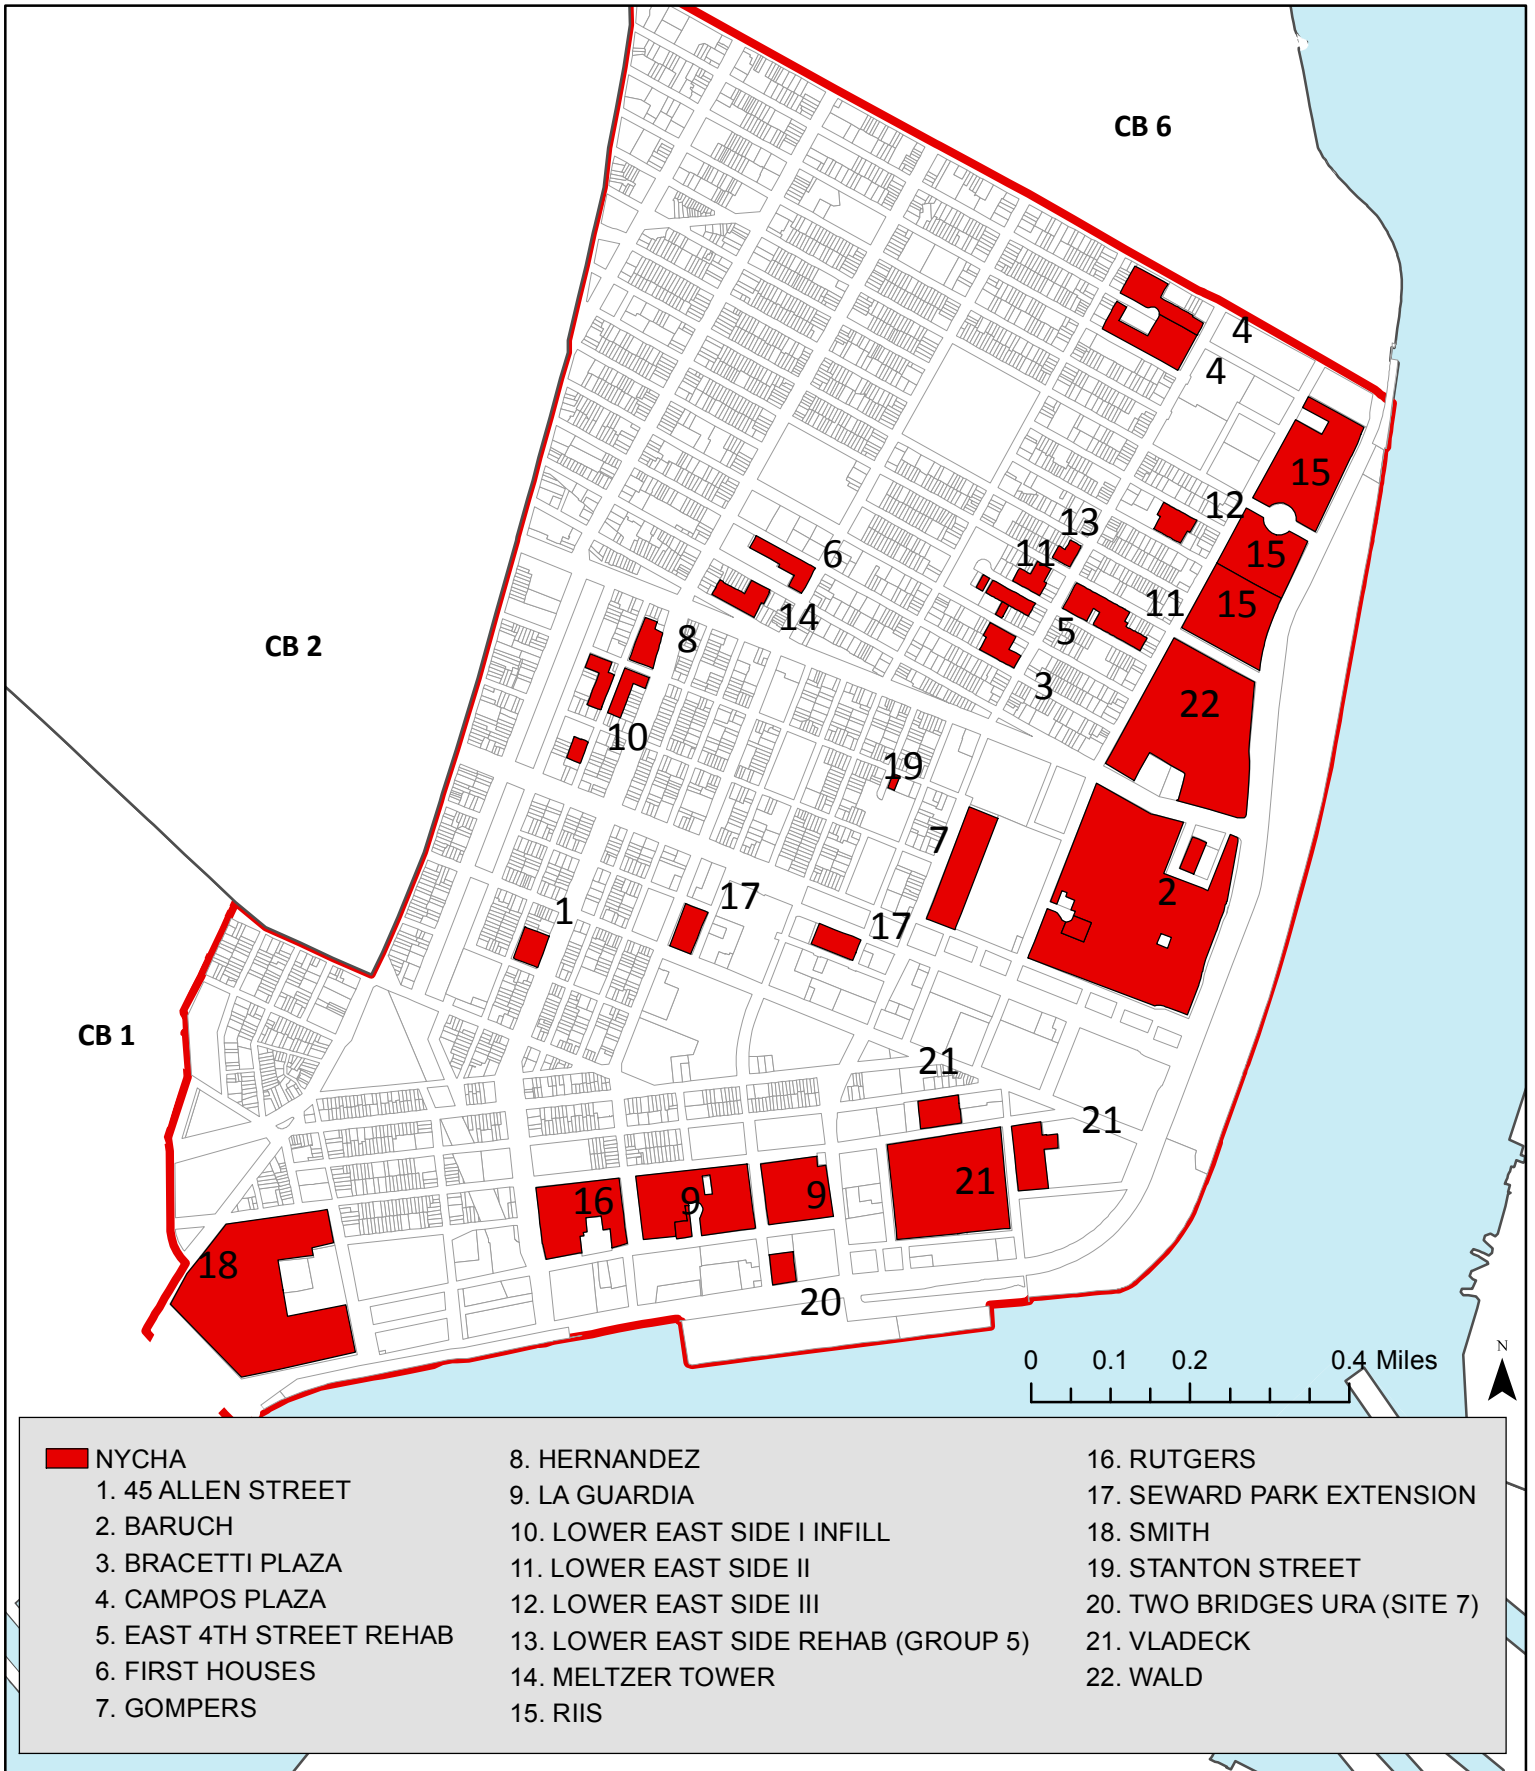 CB 6
4
4
15
12
13
15
11
6
15
11
14
5
8
CB 2
3
22
10
19
7
2
17
1
17
CB 1
21
21
21
9
9
16
18
20
0 0.1 0.2 0.4 Miles
N
NYCHA
1. 45 ALLEN STREET
2. BARUCH
3. BRACETTI PLAZA
4. CAMPOS PLAZA
5. EAST 4TH STREET REHAB
6. FIRST HOUSES
7. GOMPERS
8. HERNANDEZ
9. LA GUARDIA
10. LOWER EAST SIDE I INFILL
11. LOWER EAST SIDE II
12. LOWER EAST SIDE III
13. LOWER EAST SIDE REHAB (GROUP 5)
14. MELTZER TOWER
15. RIIS
16. RUTGERS
17. SEWARD PARK EXTENSION
18. SMITH
19. STANTON STREET
20. TWO BRIDGES URA (SITE 7)
21. VLADECK
22. WALD